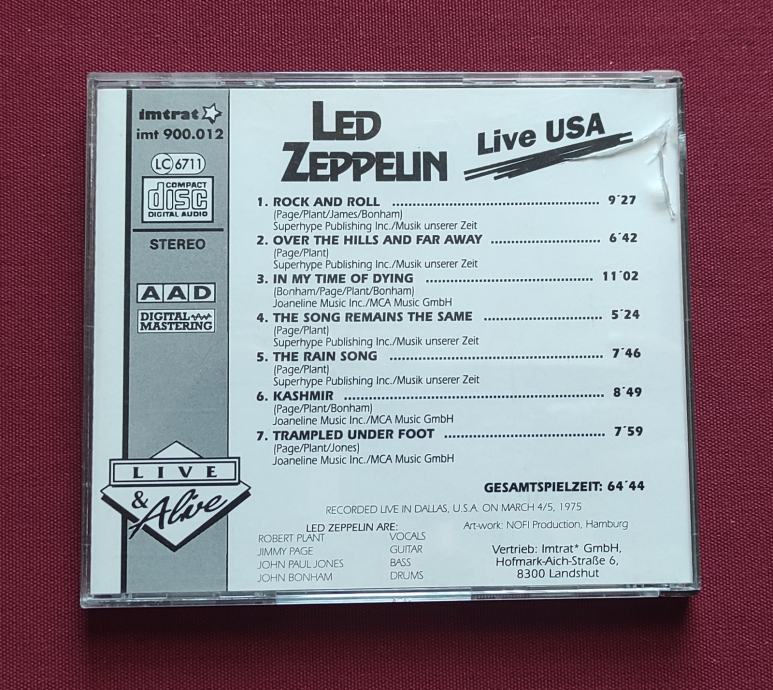 imtrat
imt 900.012
LC 6711
COMPACT
disc
DIGITAL AUDIO
STEREO
AAD
DIGITAL
MASTERING
LIVE
& Alive
LED
ZEPPELIN
Live USA
1. ROCK AND ROLL ........................ 9´27
(Page/Plant/James/Bonham)
Superhype Publishing Inc./Musik unserer Zeit
2. OVER THE HILLS AND FAR AWAY ........................ 6´42
(Page/Plant)
Superhype Publishing Inc./Musik unserer Zeit
3. IN MY TIME OF DYING ........................ 11´02
(Bonham/Page/Plant/Bonham)
Joaneline Music Inc./MCA Music GmbH
4. THE SONG REMAINS THE SAME ........................ 5´24
(Page/Plant)
Superhype Publishing Inc./Musik unserer Zeit
5. THE RAIN SONG ........................ 7´46
(Page/Plant)
Superhype Publishing Inc./Musik unserer Zeit
6. KASHMIR ........................ 8´49
(Page/Plant/Bonham)
Joaneline Music Inc./MCA Music GmbH
7. TRAMPLED UNDER FOOT ........................ 7´59
(Page/Plant/Jones)
Joaneline Music Inc./MCA Music GmbH
GESAMTSPIELZEIT: 64´44
RECORDED LIVE IN DALLAS, U.S.A. ON MARCH 4/5, 1975
LED ZEPPELIN ARE:
ROBERT PLANT VOCALS
JIMMY PAGE GUITAR
JOHN PAUL JONES BASS
JOHN BONHAM DRUMS
Art-work: NOFI Production, Hamburg
Vertrieb: Imtrat* GmbH,
Hofmark-Aich-Straße 6,
8300 Landshut